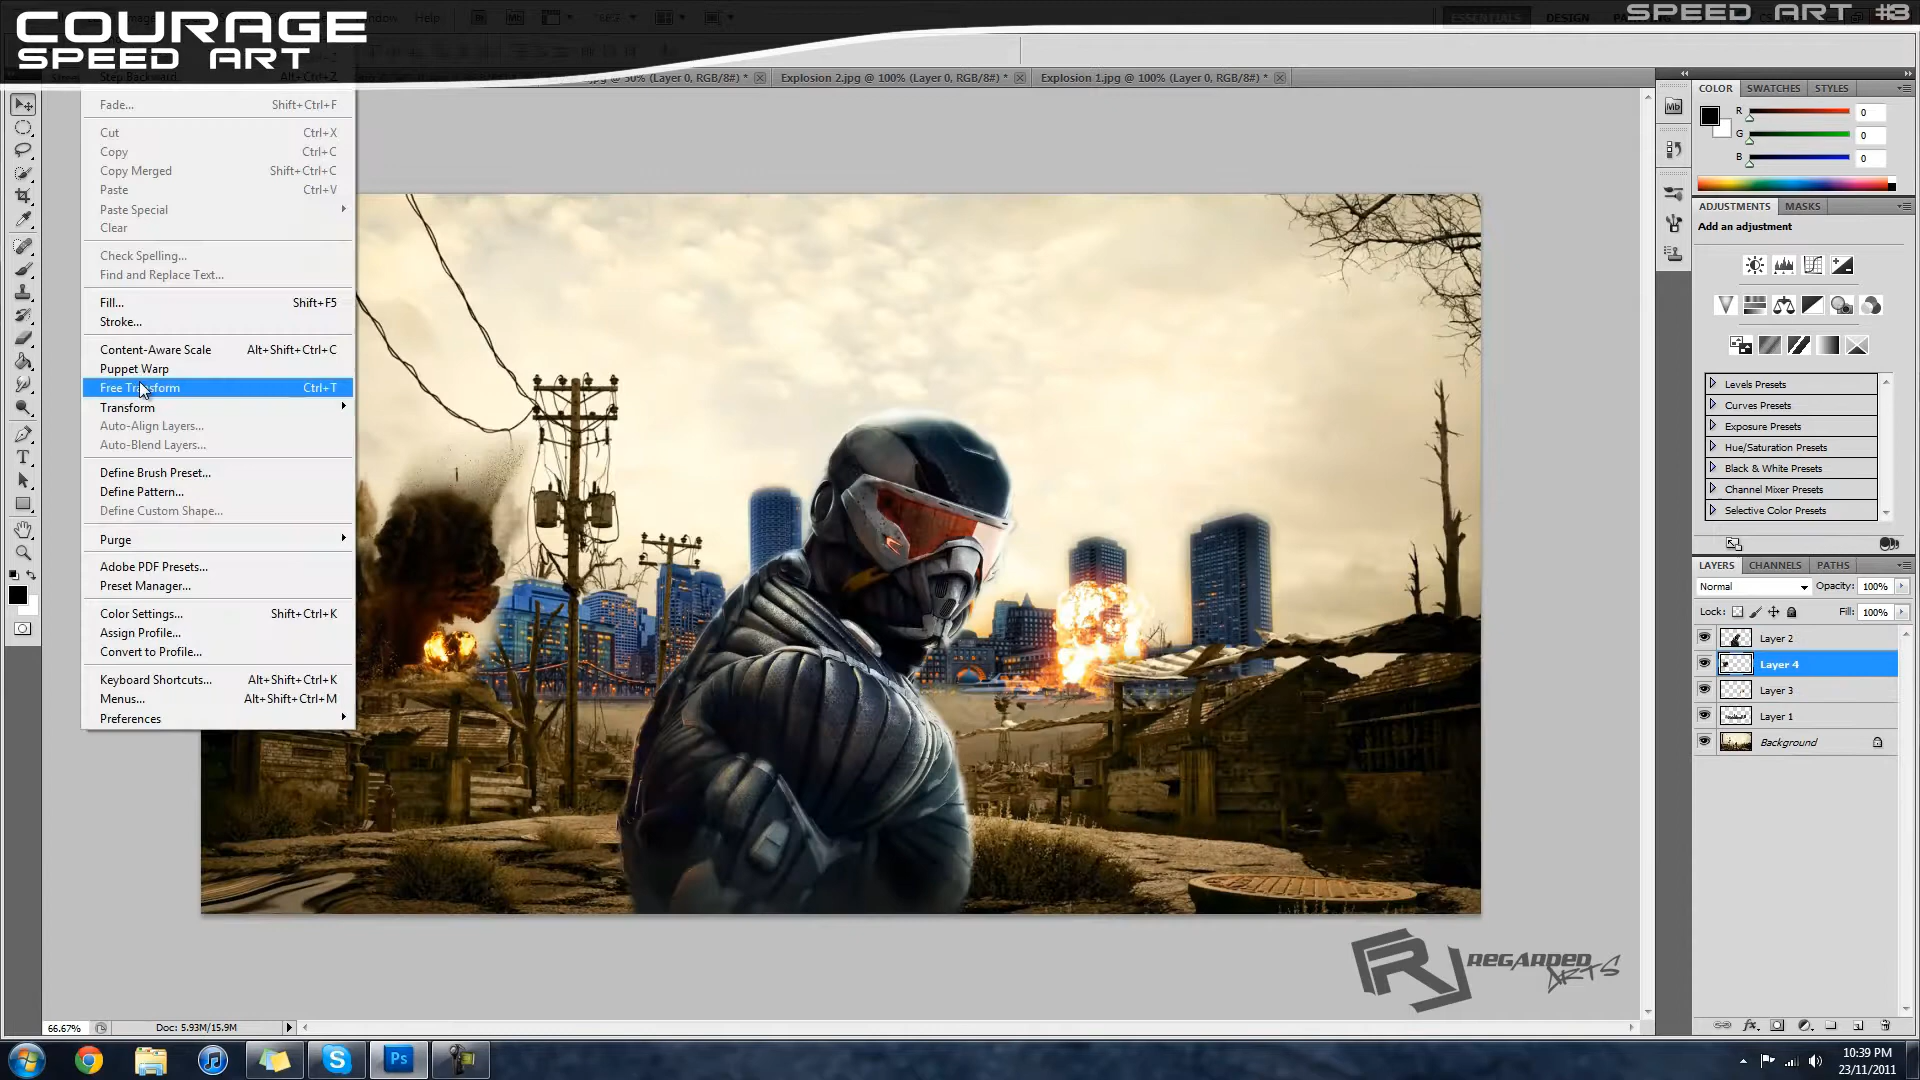 COURAGE
SPEED ART
SPEED ART #3
Help
ESSENTIALS
DESIGN
Step Backward
Alt+Ctrl+Z
.jpg @ 50% (Layer 0, RGB/8#) *
Explosion 2.jpg @ 100% (Layer 0, RGB/8#) *
Explosion 1.jpg @ 100% (Layer 0, RGB/8#) *
Fade... Shift+Ctrl+F
Cut Ctrl+X
Copy Ctrl+C
Copy Merged Shift+Ctrl+C
Paste Ctrl+V
Paste Special
Clear
Check Spelling...
Find and Replace Text...
Fill... Shift+F5
Stroke...
Content-Aware Scale Alt+Shift+Ctrl+C
Puppet Warp
Free Transform Ctrl+T
Transform
Auto-Align Layers...
Auto-Blend Layers...
Define Brush Preset...
Define Pattern...
Define Custom Shape...
Purge
Adobe PDF Presets...
Preset Manager...
Color Settings... Shift+Ctrl+K
Assign Profile...
Convert to Profile...
Keyboard Shortcuts... Alt+Shift+Ctrl+K
Menus... Alt+Shift+Ctrl+M
Preferences
Mb
COLOR SWATCHES STYLES
R 0
G 0
B 0
ADJUSTMENTS MASKS
Add an adjustment
Levels Presets
Curves Presets
Exposure Presets
Hue/Saturation Presets
Black & White Presets
Channel Mixer Presets
Selective Color Presets
LAYERS CHANNELS PATHS
Normal Opacity: 100%
Lock: Fill: 100%
Layer 2
Layer 4
Layer 3
Layer 1
Background
REGARDED
ARTS
66.67% Doc: 5.93M/15.9M
Ps
10:39 PM
23/11/2011